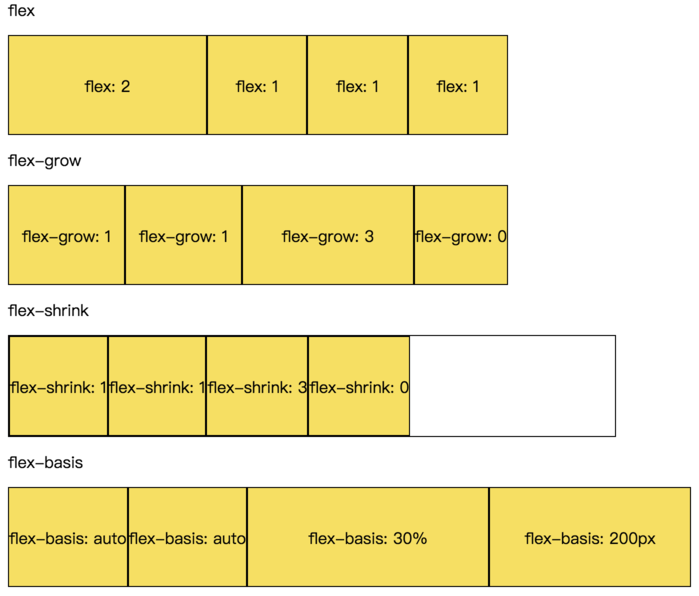 flex
flex: 2 flex: 1 flex: 1 flex: 1
flex-grow
flex-grow: 1 flex-grow: 1 flex-grow: 3 flex-grow: 0
flex-shrink
flex-shrink: 1 flex-shrink: 1 flex-shrink: 3 flex-shrink: 0
flex-basis
flex-basis: auto flex-basis: auto flex-basis: 30% flex-basis: 200px